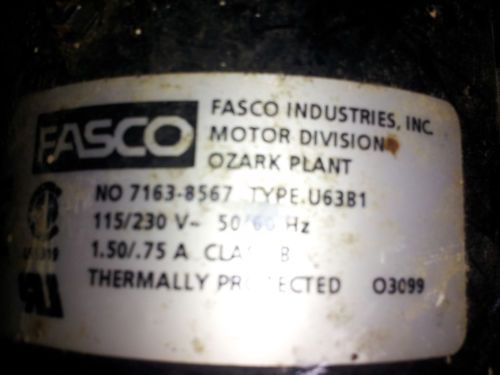 FASCO
FASCO INDUSTRIES, INC.
MOTOR DIVISION
OZARK PLANT
NO 7163-8567 TYPE U63B1
115/230 V~ 50/60 Hz
1.50/.75 A CLASS B
THERMALLY PROTECTED O3099